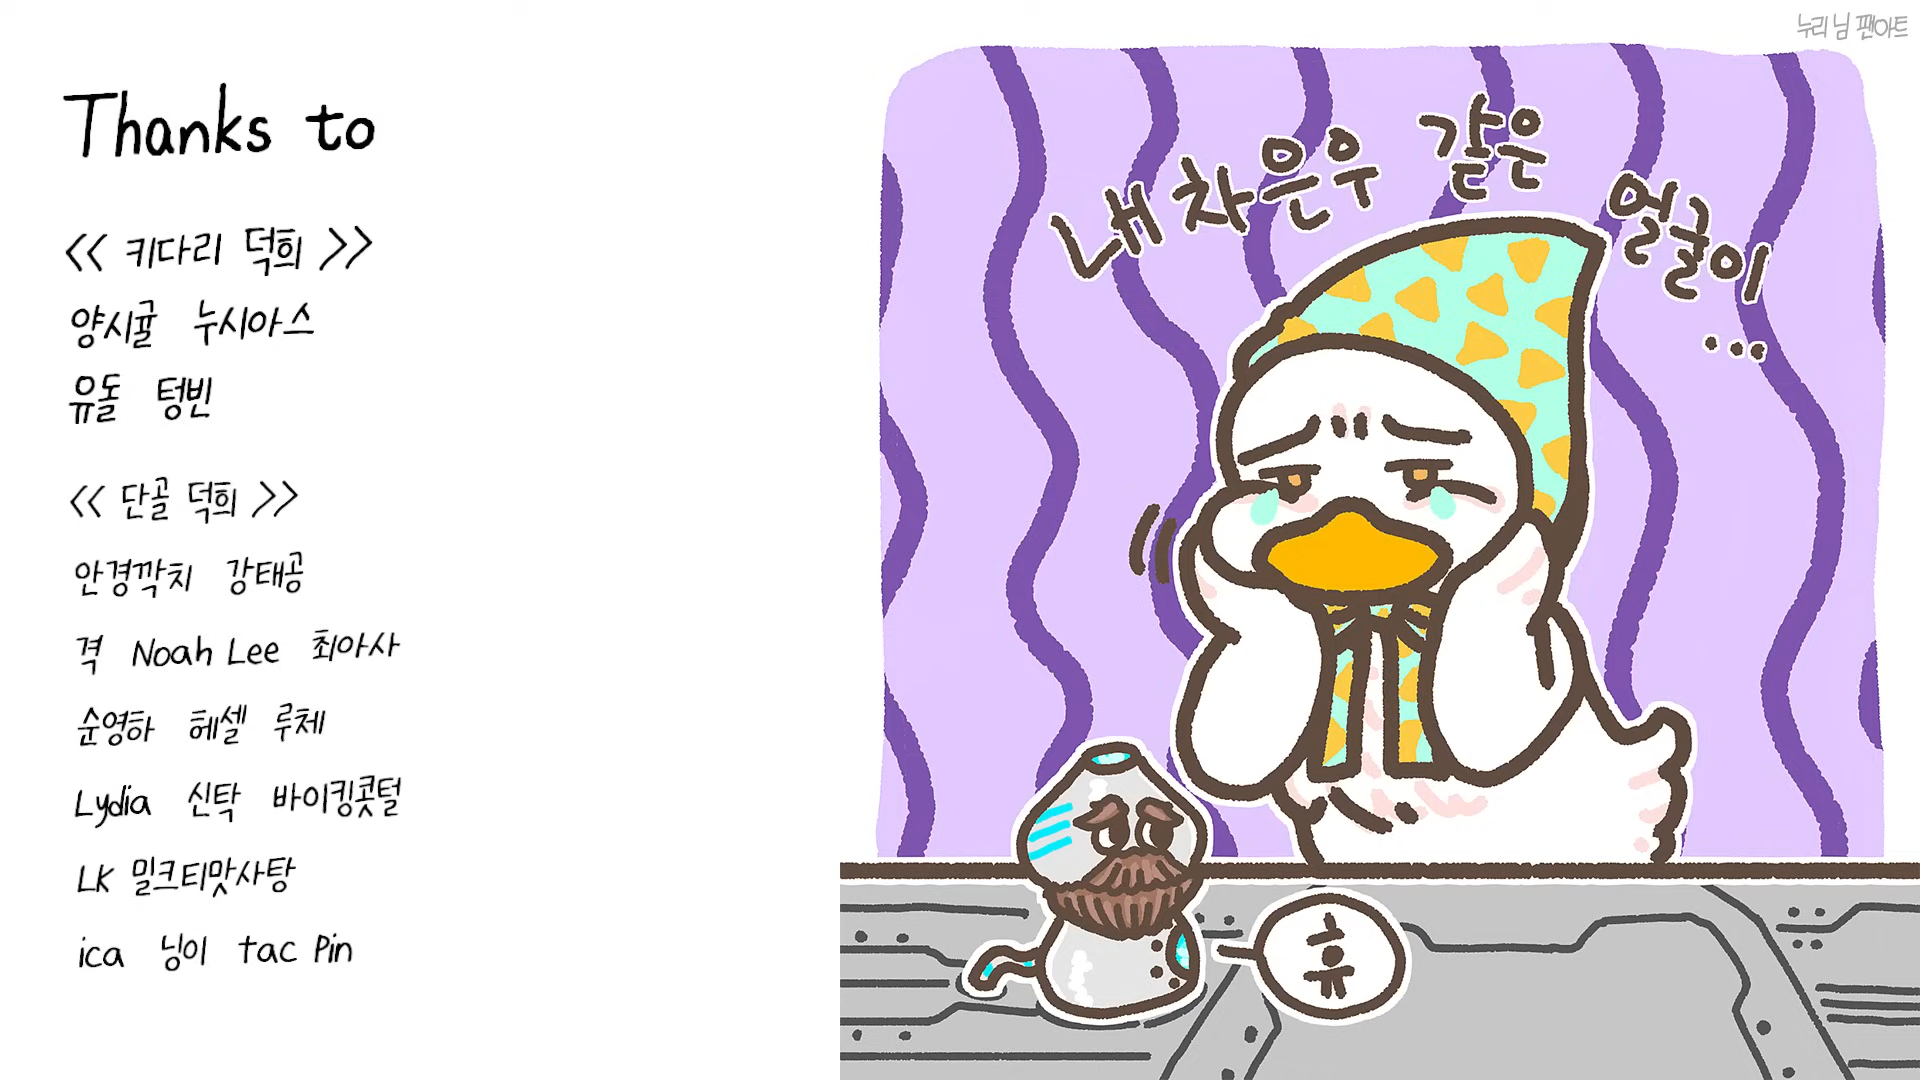 Thanks to
<< 키다리 덕희 >>
양시귤 누시아스
유돌 텅빈
<< 단골 덕희 >>
안경깍치 강태공
격 Noah Lee 최아사
순영하 헤셀 루체
Lydia 신탁 바이킹콧털
LK 밀크티맛사탕
ica 닝이 tac Pin
누리님 팬아트
내 차은우 같은 얼굴이
...
휴